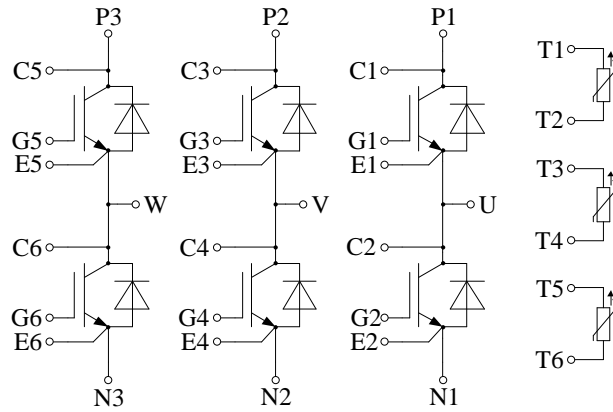 P3 P2 P1
C5 C3 C1 T1
G5 G3 G1 T2
E5 E3 E1
T3
W V U
C6 C4 C2 T4
T5
G6 G4 G2
E6 E4 E2 T6
N3 N2 N1